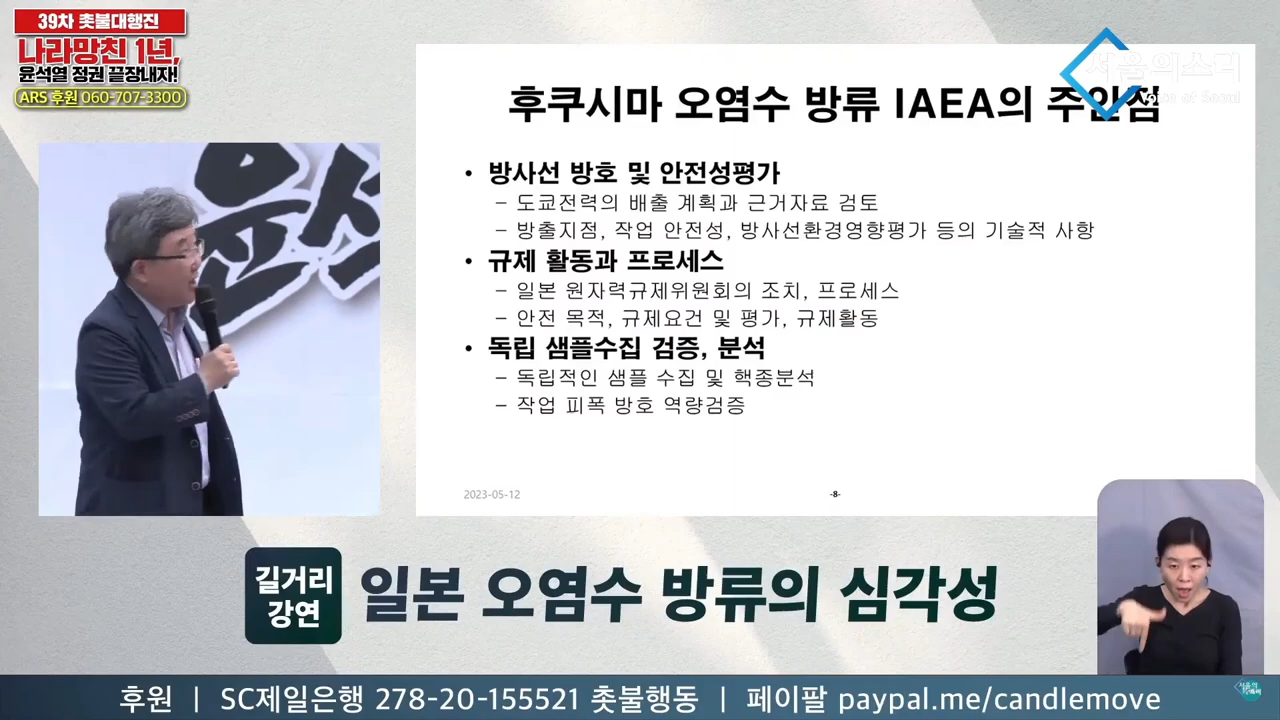 39차 촛불대행진
나라망친 1년,
윤석열 정권 끝장내자!
ARS 후원 060-707-3300
서울의소리
Voice of Seoul
후쿠시마 오염수 방류 IAEA의 주안점
• 방사선 방호 및 안전성평가
– 도쿄전력의 배출 계획과 근거자료 검토
– 방출지점, 작업 안전성, 방사선환경영향평가 등의 기술적 사항
• 규제 활동과 프로세스
– 일본 원자력규제위원회의 조치, 프로세스
– 안전 목적, 규제요건 및 평가, 규제활동
• 독립 샘플수집 검증, 분석
– 독립적인 샘플 수집 및 핵종분석
– 작업 피폭 방호 역량검증
2023-05-12
-8-
길거리
강연
일본 오염수 방류의 심각성
후원 | SC제일은행 278-20-155521 촛불행동 | 페이팔 paypal.me/candlemove